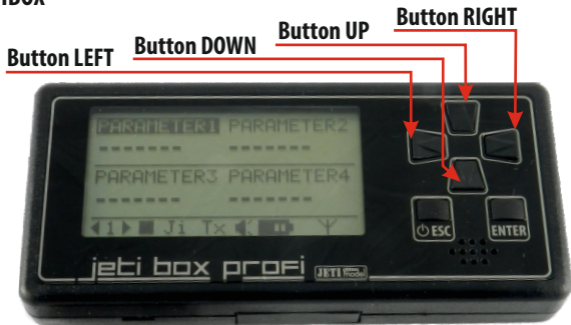 Button RIGHT
Button UP
Button DOWN
Button LEFT
PARAMETER1 PARAMETER2
------- -------
PARAMETER3 PARAMETER4
------- -------
1 Ji Tx
ESC
ENTER
jeti box profi JETI model